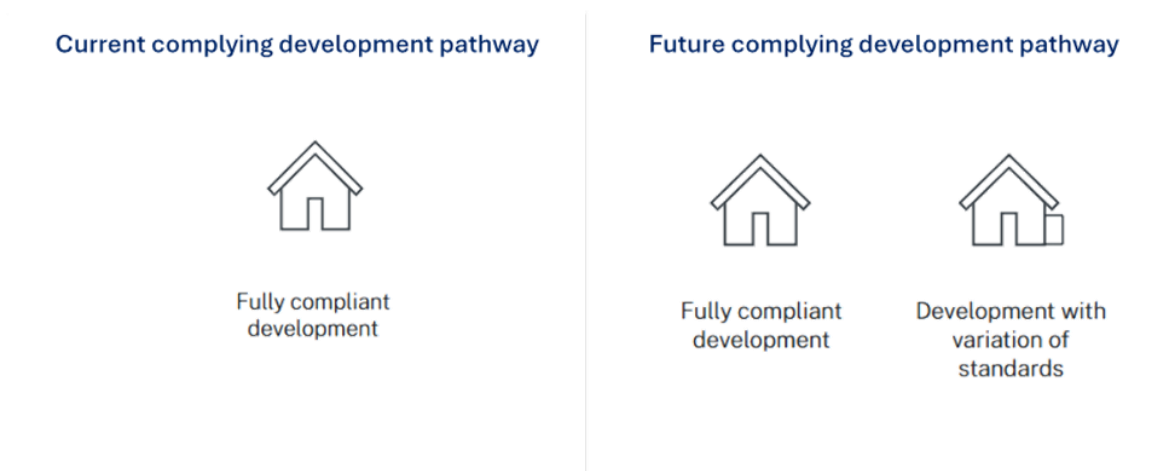 Current complying development pathway
Fully compliant
development
Future complying development pathway
Fully compliant
development
Development with
variation of
standards